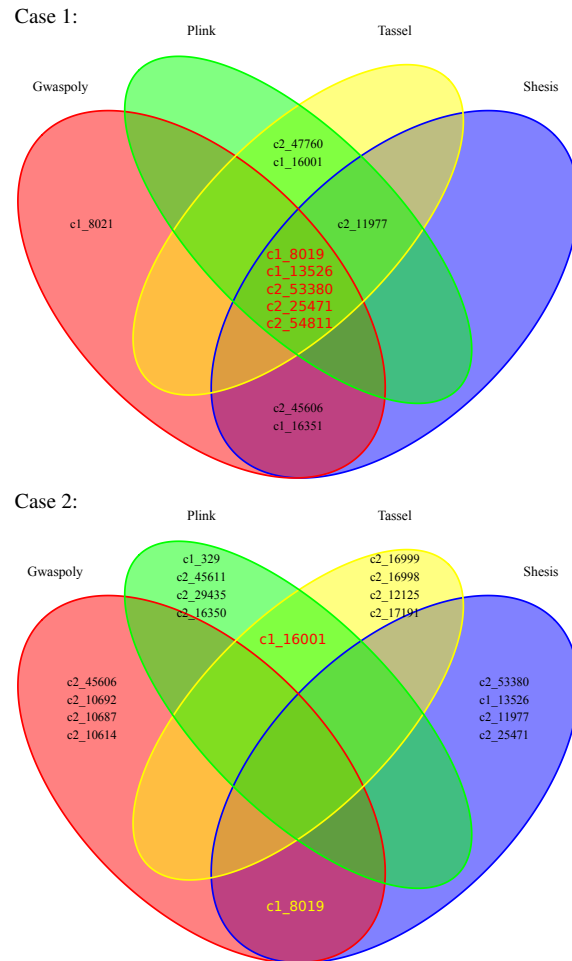 Case 1:
Plink
Tassel
Gwaspoly
Shesis
c2_47760
c1_16001
c1_8021
c2_11977
c1_8019
c1_13526
c2_53380
c2_25471
c2_54811
c2_45606
c1_16351
Case 2:
Plink
Tassel
Gwaspoly
Shesis
c1_329
c2_45611
c2_29435
c2_16350
c2_16999
c2_16998
c2_12125
c2_17191
c1_16001
c2_45606
c2_10692
c2_10687
c2_10614
c2_53380
c1_13526
c2_11977
c2_25471
c1_8019